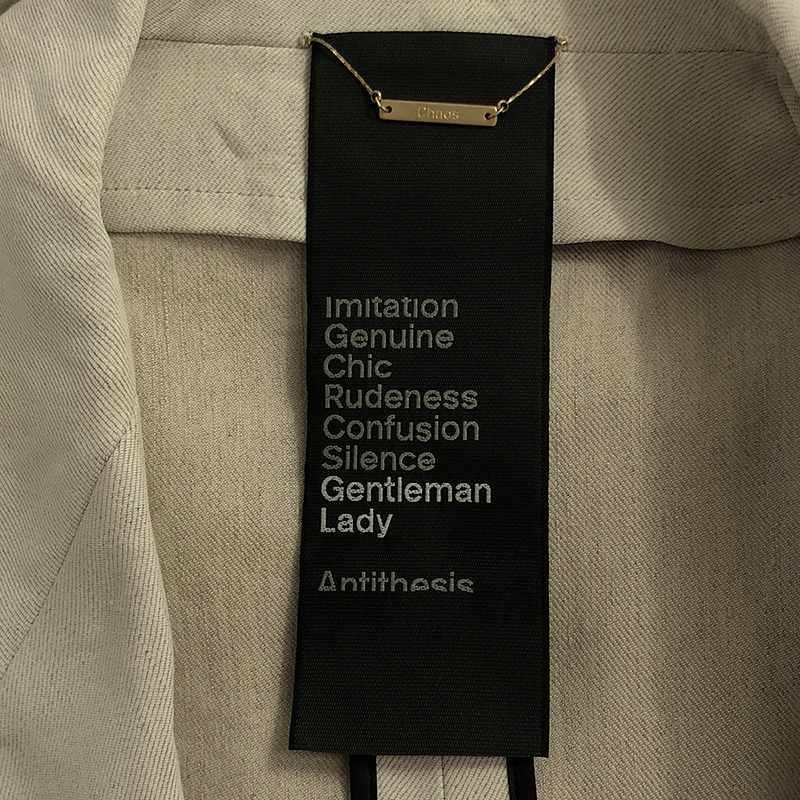 Chaos
Imitation
Genuine
Chic
Rudeness
Confusion
Silence
Gentleman
Lady
Antithesis